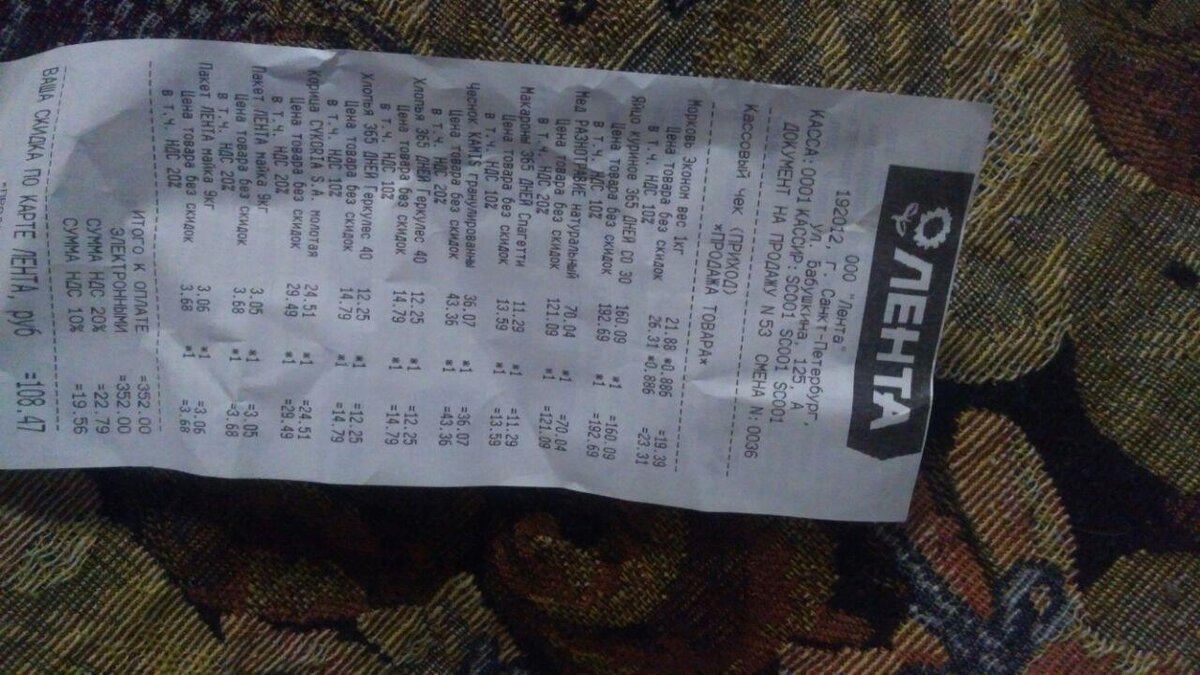 ЛЕНТА
ООО "Лента"
192012, г. Санкт-Петербург,
ул. Бабушкина, 125, А
КАССА:0001 КАССИР:SC001 SC001 SC001
ДОКУМЕНТ НА ПРОДАЖУ N 53 СМЕНА N:0036
Кассовый чек (ПРИХОД)
*ПРОДАЖА ТОВАРА*
Морковь Эконом вес 1кг 21.88 *0.886 =19.39
Цена товара без скидок 26.31 *0.886 =23.31
в т.ч. НДС 10%
Яйцо куриное 365 ДНЕЙ СО 30 160.09 *1 =160.09
Цена товара без скидок 192.69 *1 =192.69
в т.ч. НДС 10%
Мед РАЗНОТРАВИЕ натуральный 70.04 *1 =70.04
Цена товара без скидок 121.09 *1 =121.09
в т.ч. НДС 20%
Макароны 365 ДНЕЙ Спагетти 11.29 *1 =11.29
Цена товара без скидок 13.59 *1 =13.59
в т.ч. НДС 10%
Чеснок KAMIS гранулированны 36.07 *1 =36.07
Цена товара без скидок 43.36 *1 =43.36
в т.ч. НДС 20%
Хлопья 365 ДНЕЙ Геркулес 40 12.25 *1 =12.25
Цена товара без скидок 14.79 *1 =14.79
в т.ч. НДС 10%
Хлопья 365 ДНЕЙ Геркулес 40 12.25 *1 =12.25
Цена товара без скидок 14.79 *1 =14.79
в т.ч. НДС 10%
Корица CYKORIA S.A. молотая 24.51 *1 =24.51
Цена товара без скидок 29.49 *1 =29.49
в т.ч. НДС 20%
Пакет ЛЕНТА майка 9кг 3.05 *1 =3.05
Цена товара без скидок 3.68 *1 =3.68
в т.ч. НДС 20%
Пакет ЛЕНТА майка 9кг 3.06 *1 =3.06
Цена товара без скидок 3.68 *1 =3.68
в т.ч. НДС 20%
ИТОГО К ОПЛАТЕ =352.00
ЭЛЕКТРОННЫМИ =352.00
СУММА НДС 20% =22.79
СУММА НДС 10% =19.56
ВАША СКИДКА ПО КАРТЕ ЛЕНТА, руб =108.47